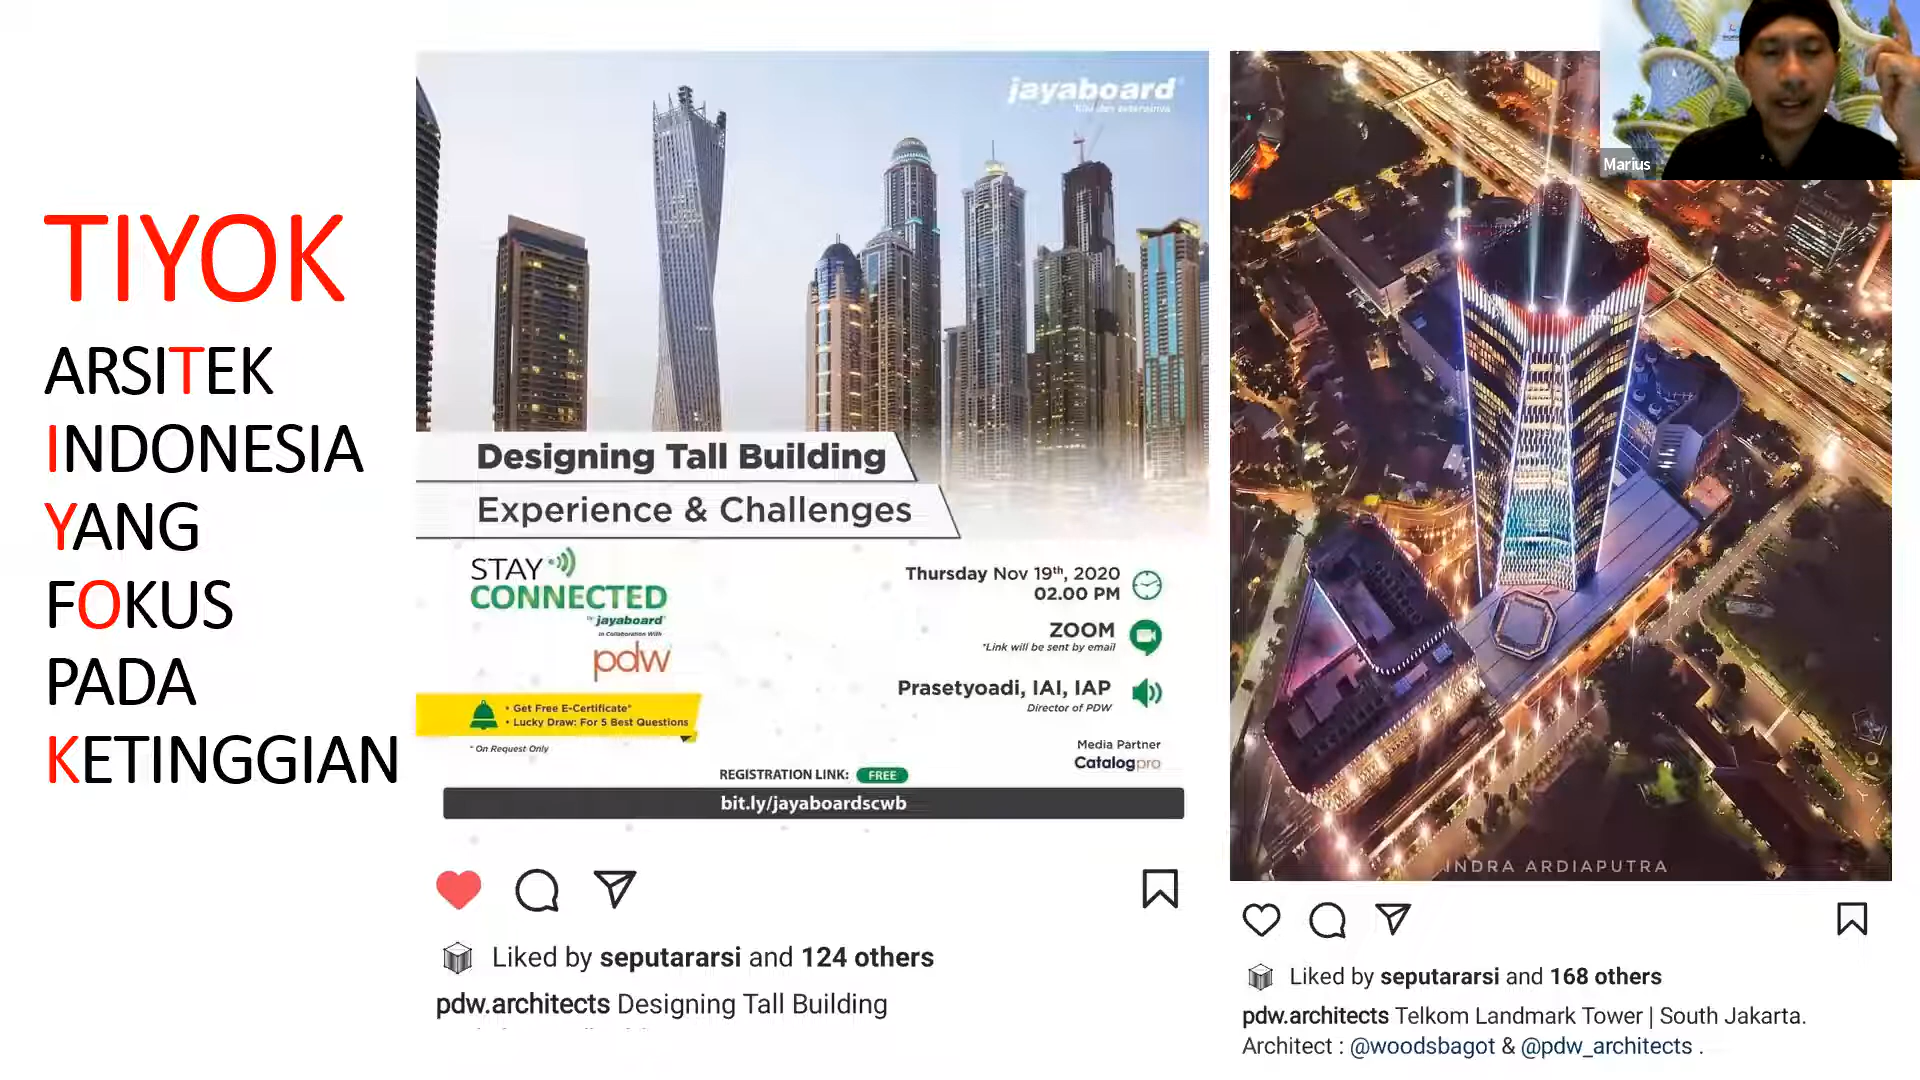 TIYOK
ARSITEK
INDONESIA
YANG
FOKUS
PADA
KETINGGIAN
jayaboard
Designing Tall Building
Experience & Challenges
STAY
CONNECTED
by jayaboard
In Collaboration With
pdw
• Get Free E-Certificate*
• Lucky Draw: For 5 Best Questions
* On Request Only
Thursday Nov 19th, 2020
02.00 PM
ZOOM
*Link will be sent by email
Prasetyoadi, IAI, IAP
Director of PDW
Media Partner
Catalogpro
REGISTRATION LINK: FREE
bit.ly/jayaboardscwb
Liked by seputararsi and 124 others
pdw.architects Designing Tall Building
Marius
INDRA ARDIAPUTRA
Liked by seputararsi and 168 others
pdw.architects Telkom Landmark Tower | South Jakarta.
Architect : @woodsbagot & @pdw_architects .